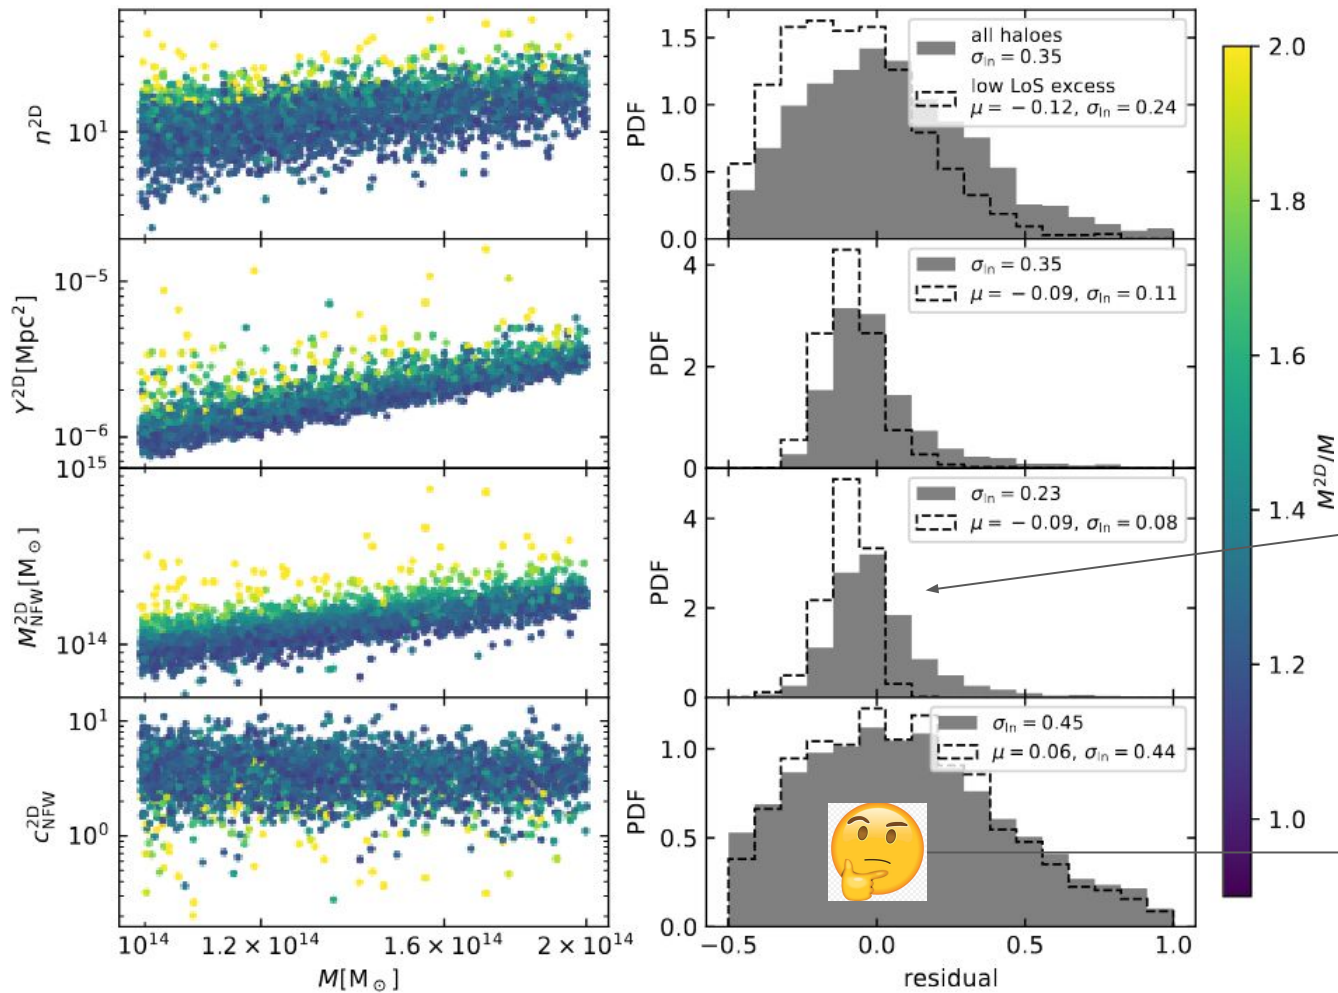 n²ᴰ
10¹
PDF
1.5
1.0
0.5
0.0
all haloes
σ_ln = 0.35
low LoS excess
μ = −0.12, σ_ln = 0.24
Y²ᴰ[Mpc²]
10⁻⁵
10⁻⁶
PDF
4
2
0
σ_ln = 0.35
μ = −0.09, σ_ln = 0.11
M²ᴰ_NFW[M_⊙]
10¹⁵
10¹⁴
PDF
4
2
0
σ_ln = 0.23
μ = −0.09, σ_ln = 0.08
c²ᴰ_NFW
10¹
10⁰
PDF
1.0
0.5
0.0
σ_ln = 0.45
μ = 0.06, σ_ln = 0.44
10¹⁴
1.2 × 10¹⁴
1.6 × 10¹⁴
2 × 10¹⁴
M[M_⊙]
−0.5
0.0
0.5
1.0
residual
2.0
1.8
1.6
1.4
1.2
1.0
M²ᴰ/M